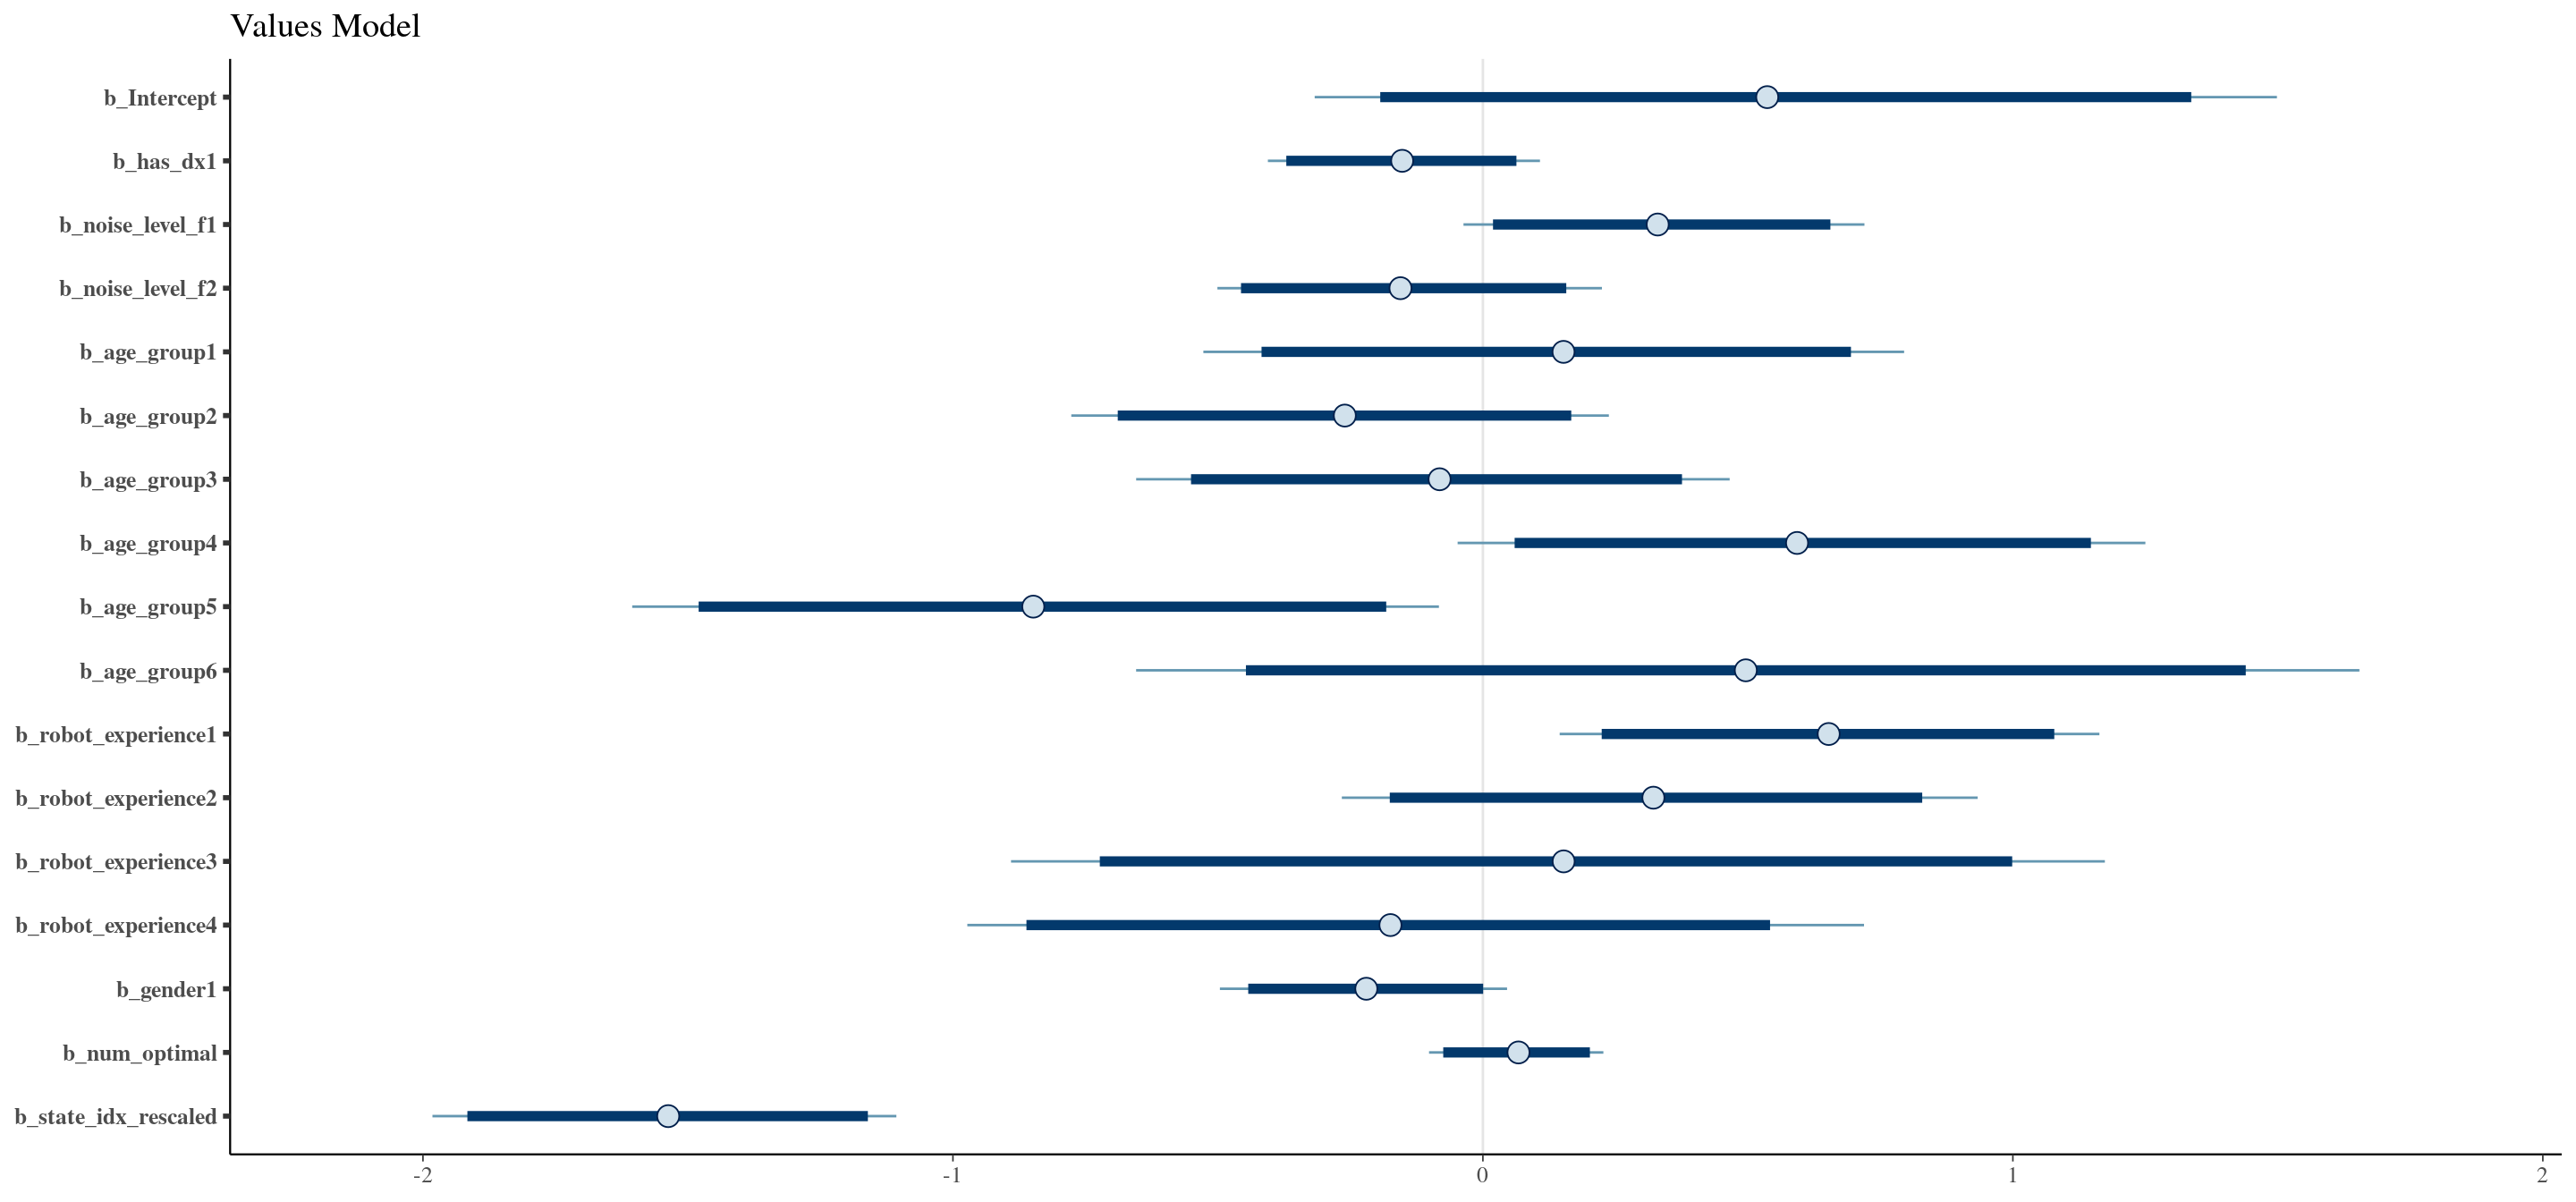 Values Model
b_Intercept
b_has_dx1
b_noise_level_f1
b_noise_level_f2
b_age_group1
b_age_group2
b_age_group3
b_age_group4
b_age_group5
b_age_group6
b_robot_experience1
b_robot_experience2
b_robot_experience3
b_robot_experience4
b_gender1
b_num_optimal
b_state_idx_rescaled
-2 -1 0 1 2